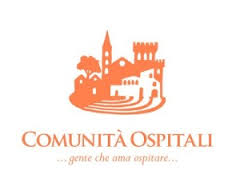 COMUNITÀ OSPITALI
...gente che ama ospitare...